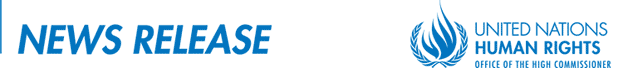 NEWS RELEASE
UNITED NATIONS
HUMAN RIGHTS
OFFICE OF THE HIGH COMMISSIONER